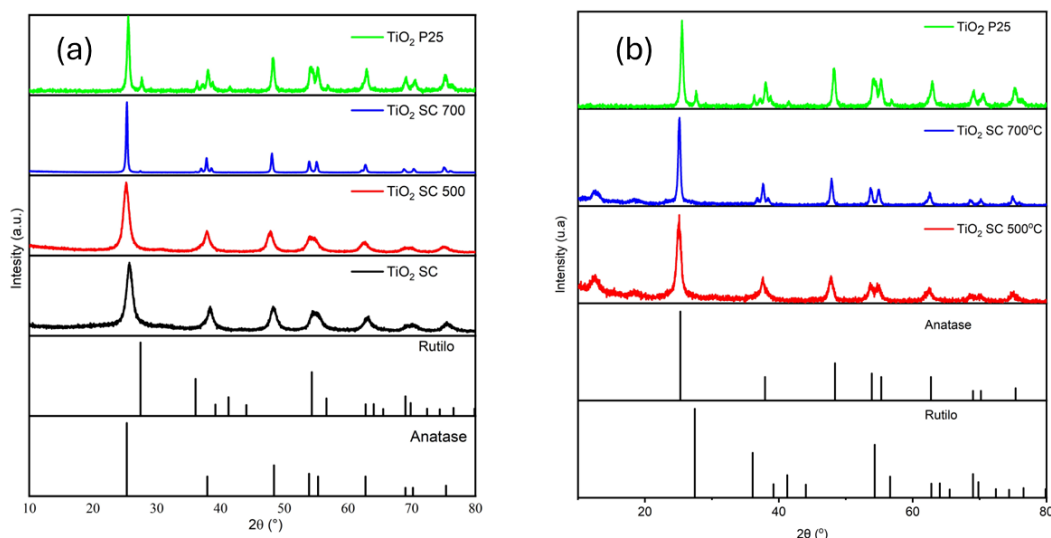 (a)
TiO₂ P25
TiO₂ SC 700
TiO₂ SC 500
TiO₂ SC
Rutilo
Anatase
Intesity (a.u.)
10 20 30 40 50 60 70 80
2θ (°)
(b)
TiO₂ P25
TiO₂ SC 700ºC
TiO₂ SC 500ºC
Anatase
Rutilo
Intensity (u.a)
20 40 60 80
2θ (º)